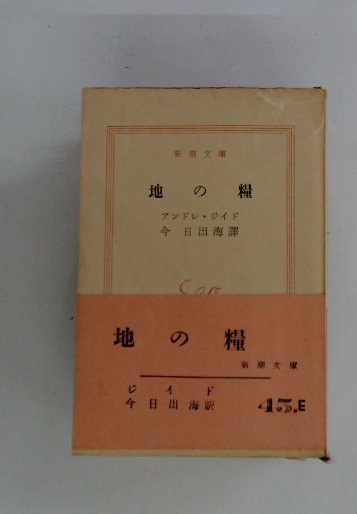 新潮文庫
地の糧
アンドレ・ジイド
今日出海譯
地の糧
新潮文庫
ジイド
今日出海訳
45.E